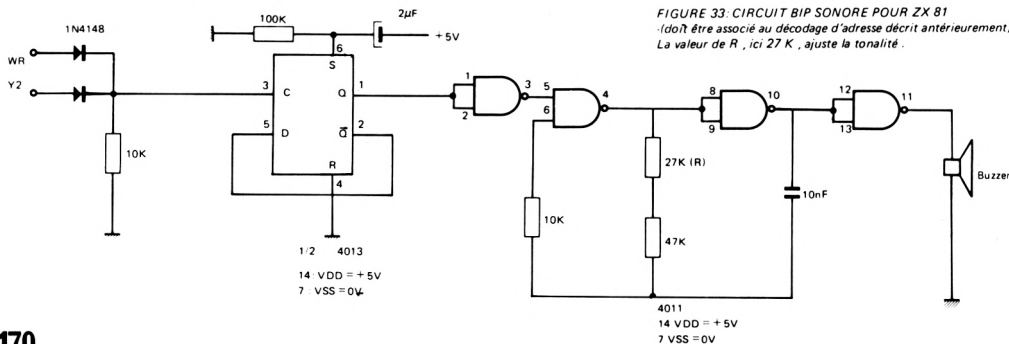 FIGURE 33: CIRCUIT BIP SONORE POUR ZX 81
-(doit être associé au décodage d'adresse décrit antérieurement)
La valeur de R , ici 27 K , ajuste la tonalité .
1N4148
WR
Y2
10K
100K
2µF
+5V
6
S
3
C
Q
1
5
D
Q
2
R
4
1/2 4013
14: VDD = +5V
7 : VSS = 0V
1
2
3
5
6
4
10K
27K (R)
47K
8
9
10
10nF
12
13
11
Buzzer
4011
14 VDD = +5V
7 VSS = 0V
170